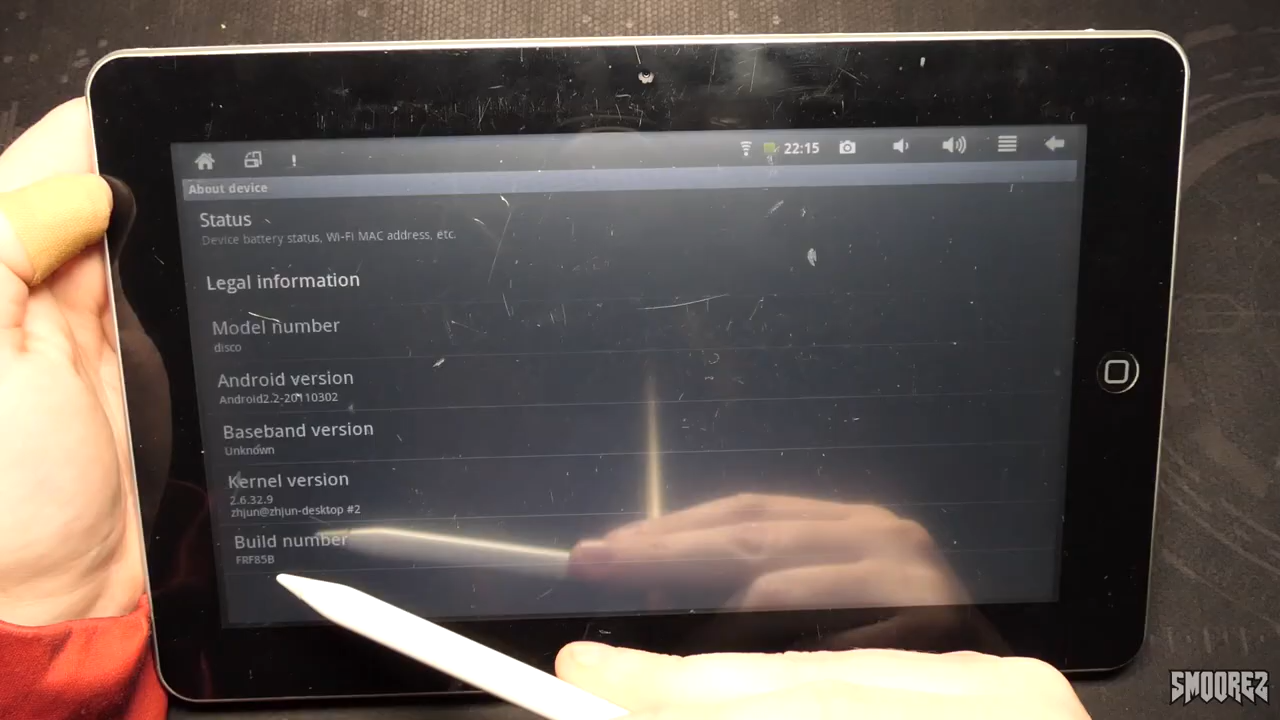 22:15
About device
Status
Device battery status, Wi-Fi MAC address, etc.
Legal information
Model number
disco
Android version
Android2.2-20110302
Baseband version
Unknown
Kernel version
2.6.32.9
zhjun@zhjun-desktop #2
Build number
FRF85B
SMOOREZ